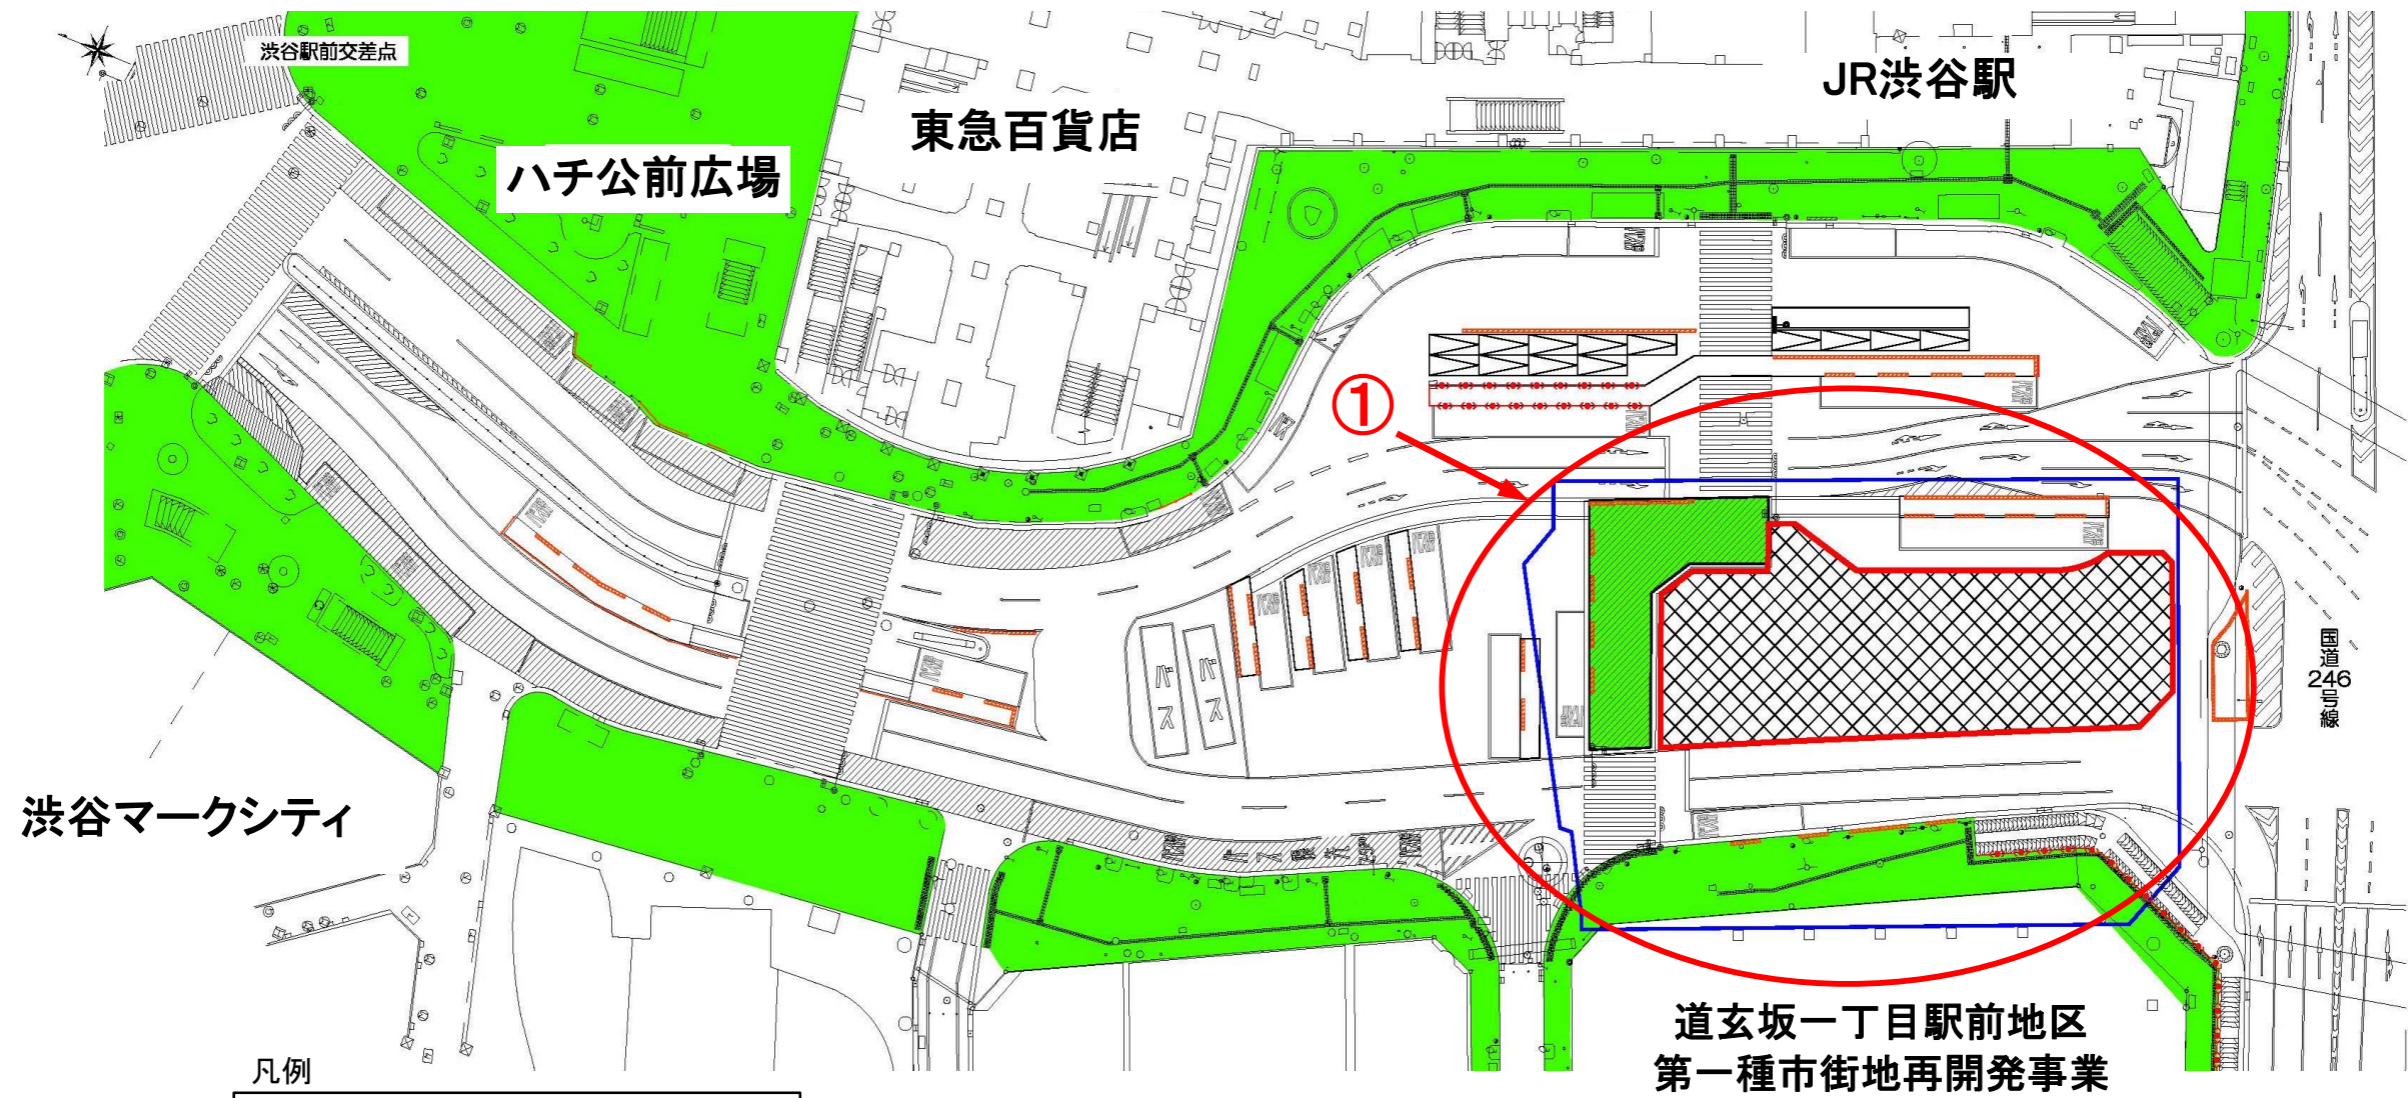 渋谷駅前交差点
JR渋谷駅
東急百貨店
ハチ公前広場
①
バス
バス
国道246号線
渋谷マークシティ
道玄坂一丁目駅前地区
第一種市街地再開発事業
凡例